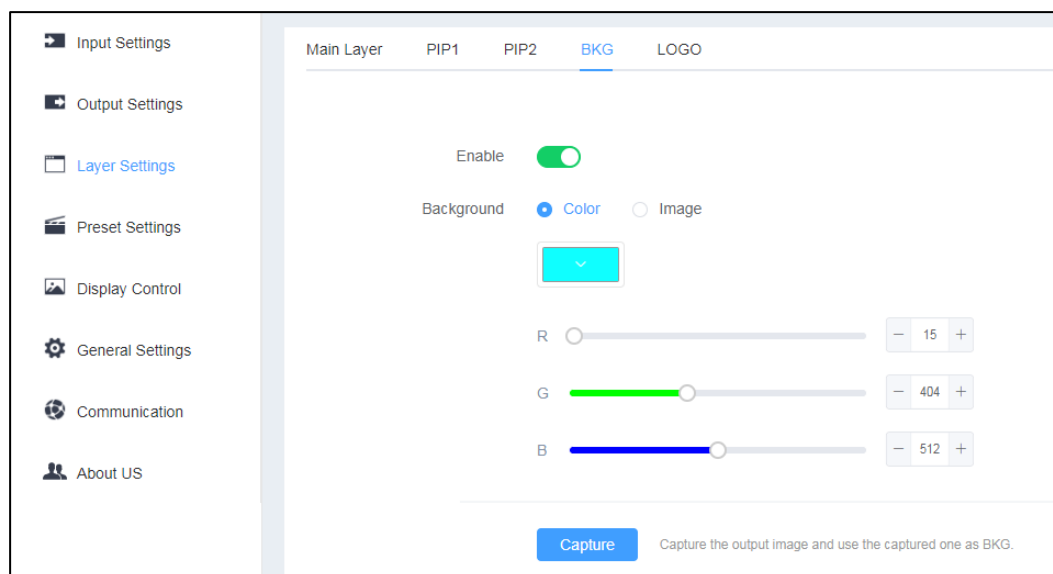 Input Settings
Output Settings
Layer Settings
Preset Settings
Display Control
General Settings
Communication
About US
Main Layer PIP1 PIP2 BKG LOGO
Enable
Background Color Image
R − 15 +
G − 404 +
B − 512 +
Capture Capture the output image and use the captured one as BKG.